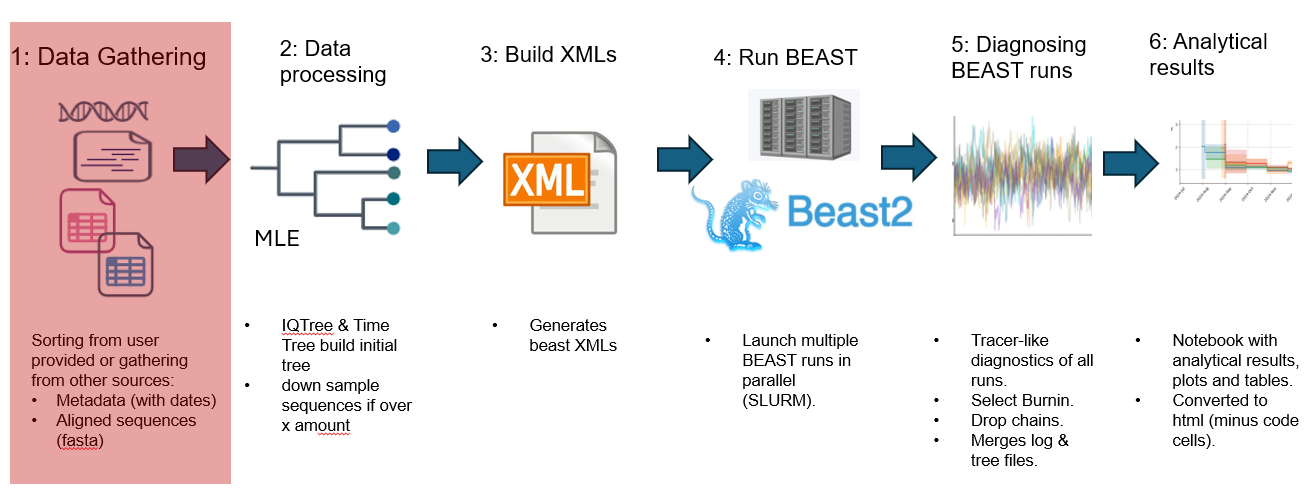 1: Data Gathering
Sorting from user
provided or gathering
from other sources:
• Metadata (with dates)
• Aligned sequences
(fasta)
2: Data
processing
MLE
• IQTree & Time
Tree build initial
tree
• down sample
sequences if over
x amount
3: Build XMLs
XML
• Generates
beast XMLs
4: Run BEAST
Beast2
• Launch multiple
BEAST runs in
parallel
(SLURM).
5: Diagnosing
BEAST runs
• Tracer-like
diagnostics of all
runs.
• Select Burnin.
• Drop chains.
• Merges log &
tree files.
6: Analytical
results
• Notebook with
analytical results,
plots and tables.
• Converted to
html (minus code
cells).